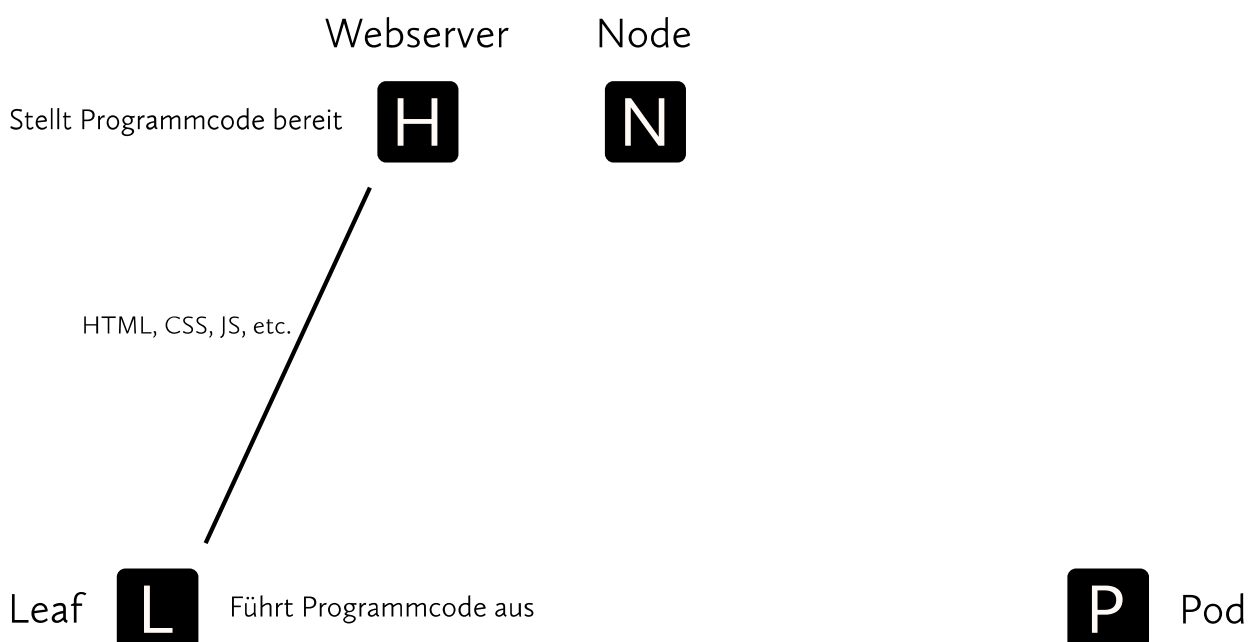 Webserver
Node
Stellt Programmcode bereit
H
N
HTML, CSS, JS, etc.
Leaf
L
Führt Programmcode aus
P
Pod